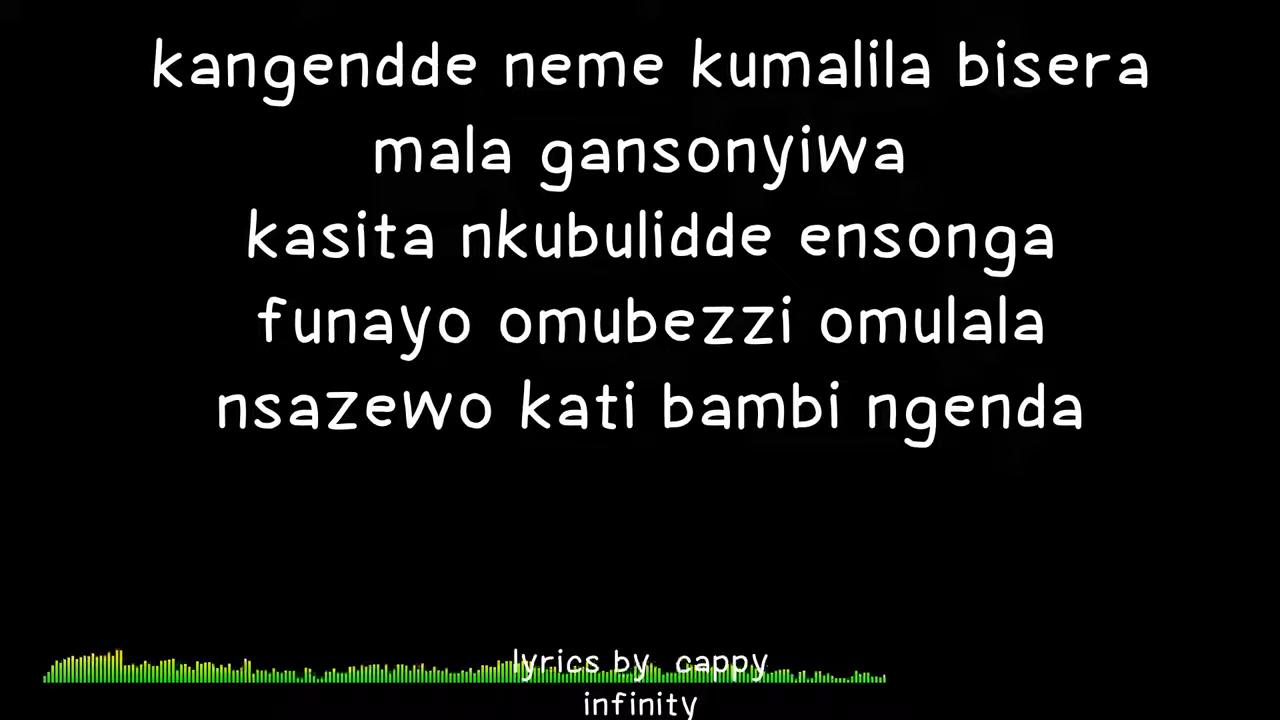 kangendde neme kumalila bisera
mala gansonyiwa
kasita nkubulidde ensonga
funayo omubezzi omulala
nsazewo kati bambi ngenda
lyrics by cappy
infinity